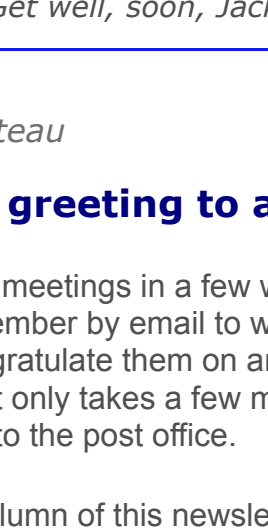 Get well, soon, Jack
teau
greeting to a
meetings in a few w
ember by email to w
gratulate them on an
t only takes a few m
to the post office.
lumn of this newsle